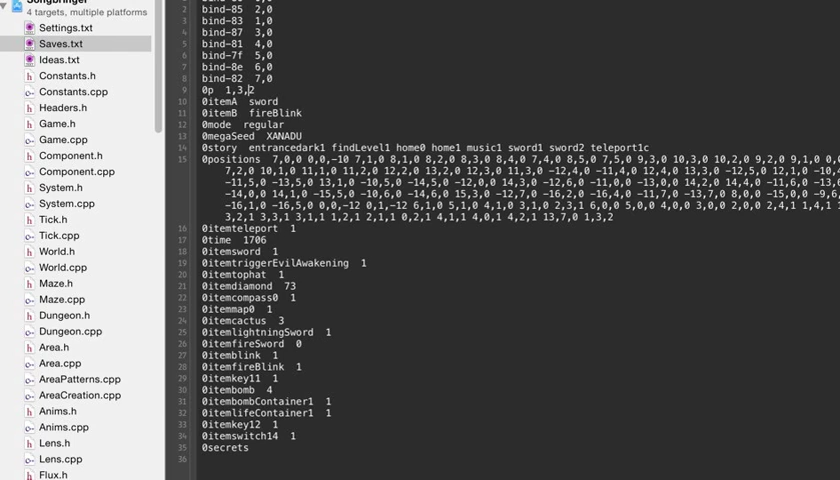 Songbringer
4 targets, multiple platforms
Settings.txt
Saves.txt
Ideas.txt
Constants.h
Constants.cpp
Headers.h
Game.h
Game.cpp
Component.h
Component.cpp
System.h
System.cpp
Tick.h
Tick.cpp
World.h
World.cpp
Maze.h
Maze.cpp
Dungeon.h
Dungeon.cpp
Area.h
Area.cpp
AreaPatterns.cpp
AreaCreation.cpp
Anims.h
Anims.cpp
Lens.h
Lens.cpp
Flux.h
2 bind-85 2,0
3 bind-83 1,0
4 bind-87 3,0
5 bind-81 4,0
6 bind-7f 5,0
7 bind-8e 6,0
8 bind-82 7,0
9 0p 1,3,2
10 0itemA sword
11 0itemB fireBlink
12 0mode regular
13 0megaSeed XANADU
14 0story entrancedark1 findLevel1 home0 home1 music1 sword1 sword2 teleport1c
15 0positions 7,0,0 0,0,-10 7,1,0 8,1,0 8,2,0 8,3,0 8,4,0 7,4,0 8,5,0 7,5,0 9,3,0 10,3,0 10,2,0 9,2,0 9,1,0
7,2,0 10,1,0 11,1,0 11,2,0 12,2,0 13,2,0 12,3,0 11,3,0 -12,4,0 -11,4,0 12,4,0 13,3,0 -12,5,0 12,1,0
-11,5,0 -13,5,0 13,1,0 -10,5,0 -14,5,0 -12,0,0 14,3,0 -12,6,0 -11,0,0 -13,0,0 14,2,0 14,4,0 -11,6,0
-14,0,0 14,1,0 -15,5,0 -10,6,0 -14,6,0 15,3,0 -12,7,0 -16,2,0 -16,4,0 -11,7,0 -13,7,0 8,0,0 -15,0,0
-16,1,0 -16,5,0 0,0,-12 0,1,-12 6,1,0 5,1,0 4,1,0 3,1,0 2,3,1 6,0,0 5,0,0 4,0,0 3,0,0 2,0,0 2,4,1 1,4,1
3,2,1 3,3,1 3,1,1 1,2,1 2,1,1 0,2,1 4,1,1 4,0,1 4,2,1 13,7,0 1,3,2
16 0itemteleport 1
17 0time 1706
18 0itemsword 1
19 0itemtriggerEvilAwakening 1
20 0itemtophat 1
21 0itemdiamond 73
22 0itemcompass0 1
23 0itemmap0 1
24 0itemcactus 3
25 0itemlightningSword 1
26 0itemfireSword 0
27 0itemblink 1
28 0itemfireBlink 1
29 0itemkey11 1
30 0itembomb 4
31 0itembombContainer1 1
32 0itemlifeContainer1 1
33 0itemkey12 1
34 0itemswitch14 1
35 0secrets
36